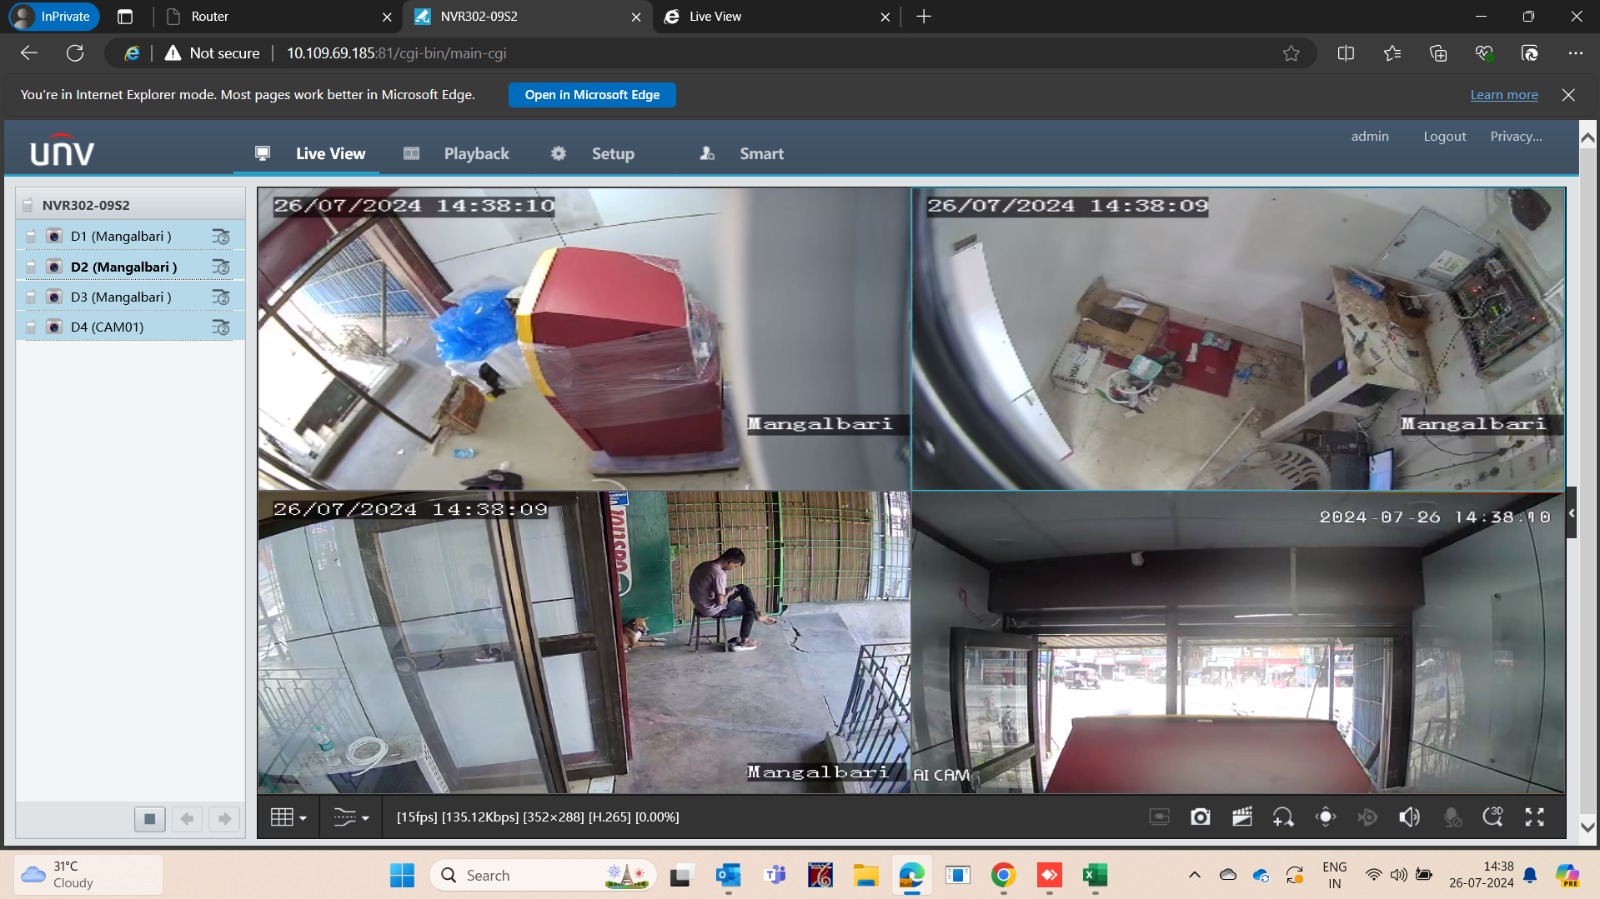 InPrivate
Router
NVR302-09S2
Live View
Not secure
10.109.69.185:81/cgi-bin/main-cgi
You're in Internet Explorer mode. Most pages work better in Microsoft Edge.
Open in Microsoft Edge
Learn more
unv
Live View
Playback
Setup
Smart
admin
Logout
Privacy...
NVR302-09S2
D1 (Mangalbari )
D2 (Mangalbari )
D3 (Mangalbari )
D4 (CAM01)
26/07/2024 14:38:10
Mangalbari
26/07/2024 14:38:09
Mangalbari
26/07/2024 14:38:09
Mangalbari
2024-07-26 14:38:10
AI CAM
[15fps] [135.12Kbps] [352×288] [H.265] [0.00%]
3D
31°C
Cloudy
Search
ENG
IN
14:38
26-07-2024
PRE